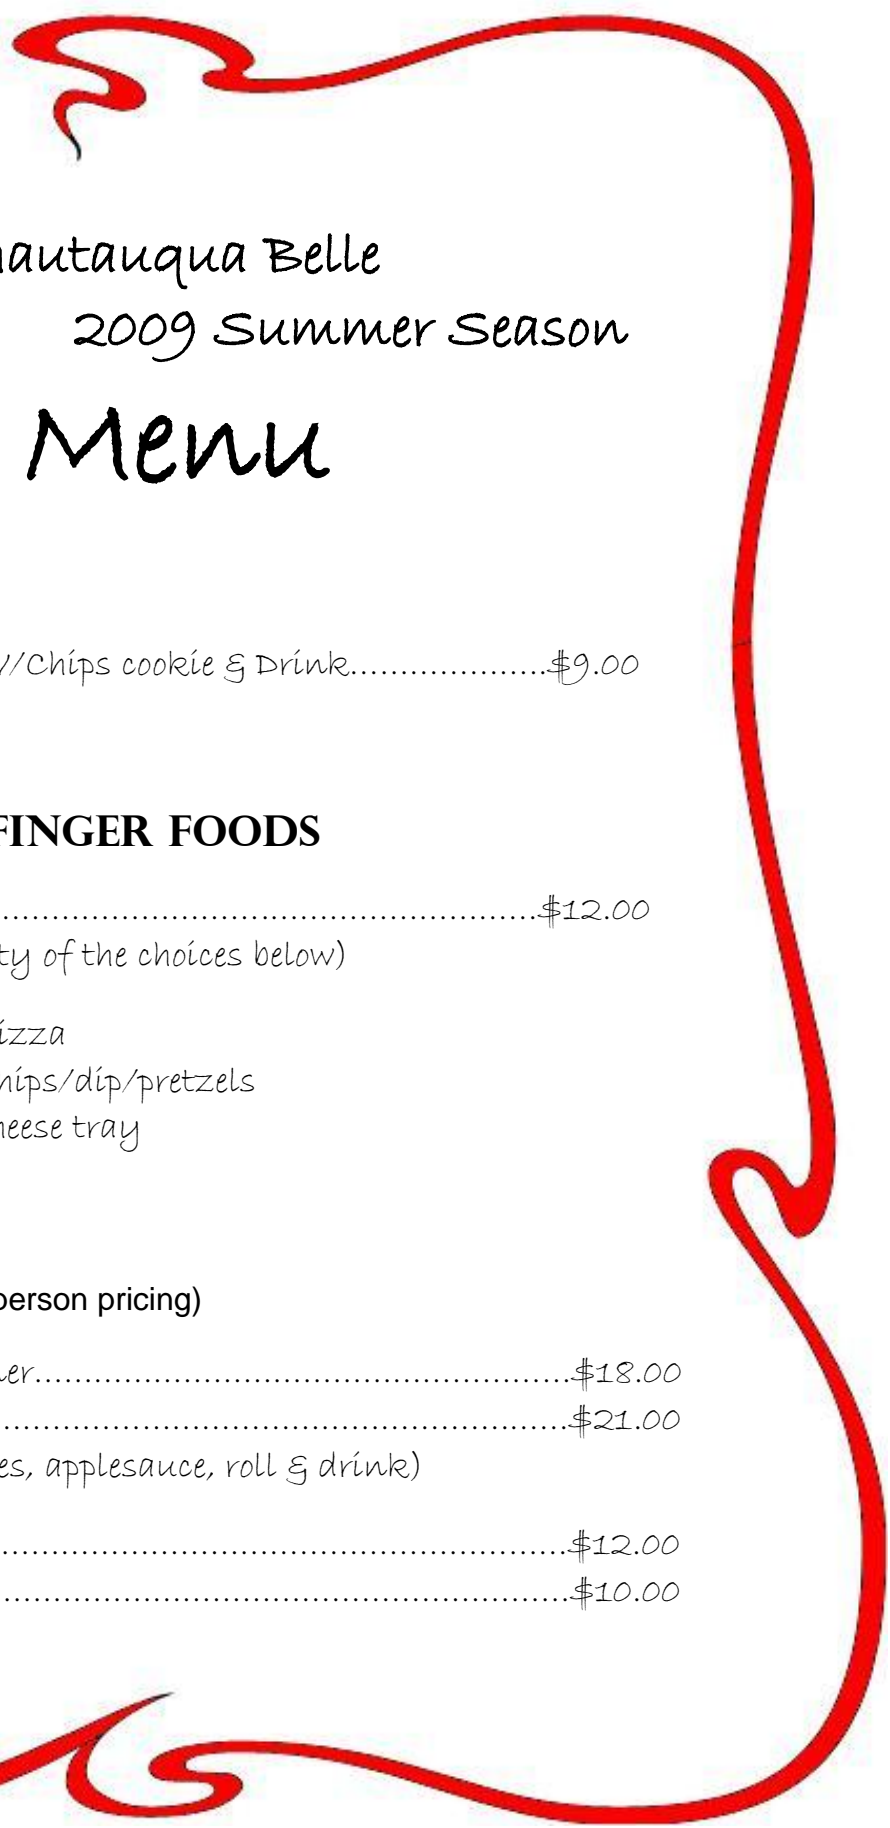 hautauqua Belle
2009 Summer Season
Menu
/Chips cookie & Drink....................$9.00
FINGER FOODS
......................................................$12.00
ty of the choices below)
izza
hips/dip/pretzels
heese tray
person pricing)
er......................................................$18.00
.........................................................$21.00
es, applesauce, roll & drink)
.........................................................$12.00
.........................................................$10.00